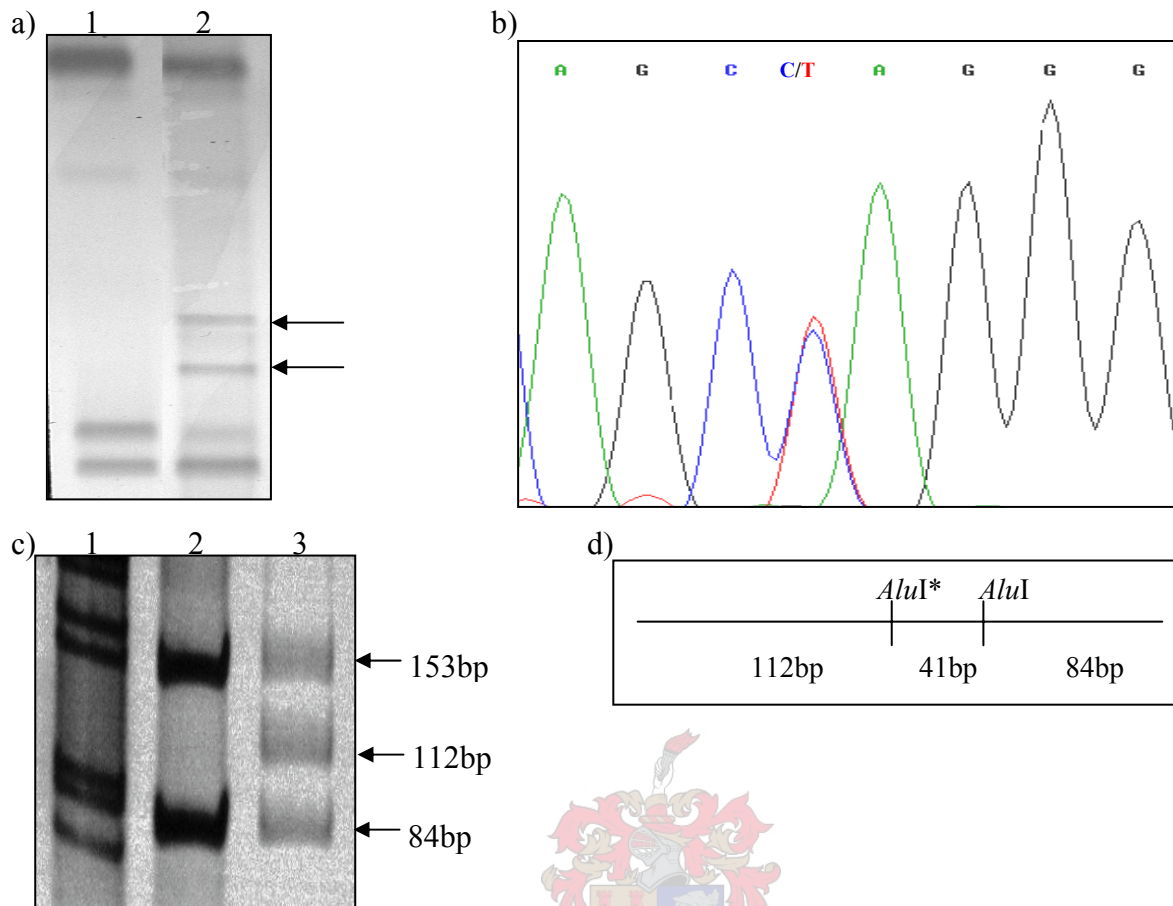 a)
1 2
b)
A G C C/T A G G G
c)
1 2 3
153bp
112bp
84bp
d)
AluI* AluI
112bp 41bp 84bp